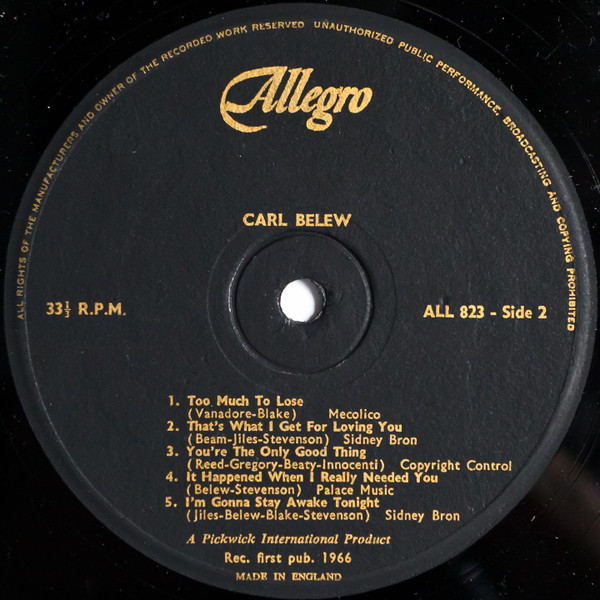 ALL RIGHTS OF THE MANUFACTURERS AND OWNER OF THE RECORDED WORK RESERVED UNAUTHORIZED PUBLIC PERFORMANCE, BROADCASTING AND COPYING PROHIBITED
Allegro
CARL BELEW
33⅓ R.P.M.
ALL 823 - Side 2
1. Too Much To Lose
(Vanadore-Blake) Mecolico
2. That's What I Get For Loving You
(Beam-Jiles-Stevenson) Sidney Bron
3. You're The Only Good Thing
(Reed-Gregory-Beaty-Innocenti) Copyright Control
4. It Happened When I Really Needed You
(Belew-Stevenson) Palace Music
5. I'm Gonna Stay Awake Tonight
(Jiles-Belew-Blake-Stevenson) Sidney Bron
A Pickwick International Product
Rec. first pub. 1966
MADE IN ENGLAND